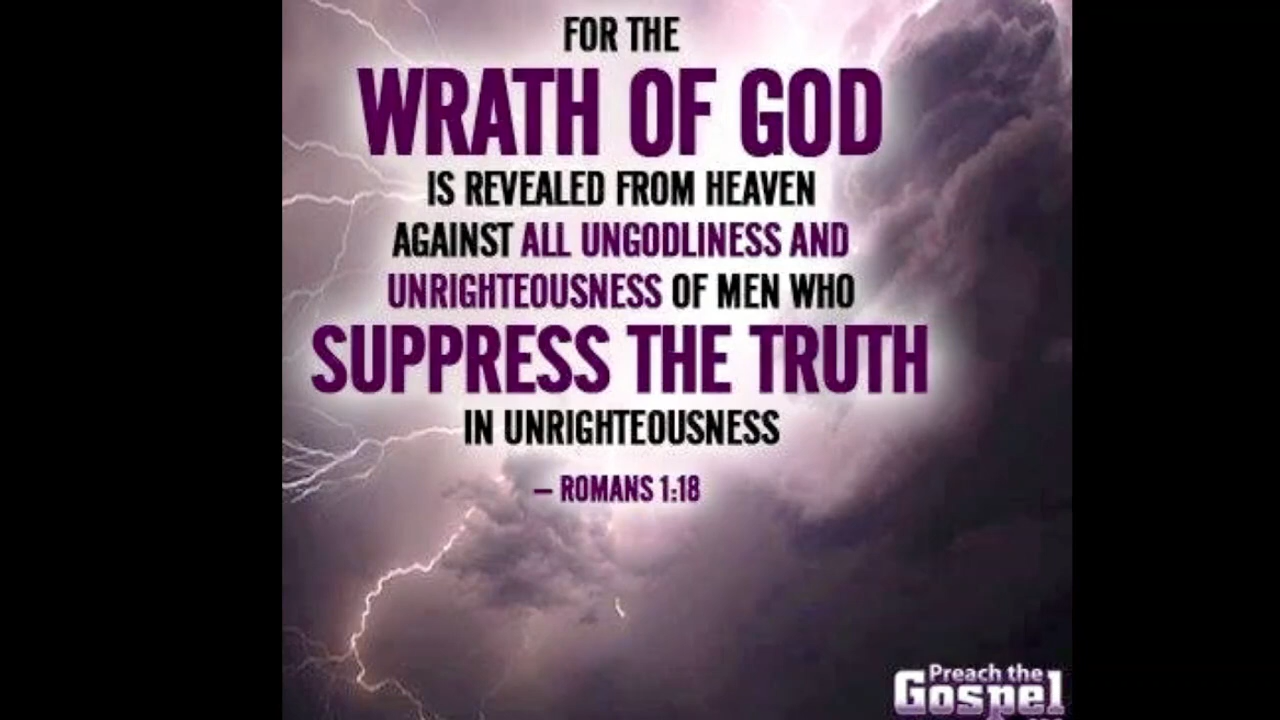 FOR THE
WRATH OF GOD
IS REVEALED FROM HEAVEN
AGAINST ALL UNGODLINESS AND
UNRIGHTEOUSNESS OF MEN WHO
SUPPRESS THE TRUTH
IN UNRIGHTEOUSNESS
– ROMANS 1:18
Preach the
Gospel